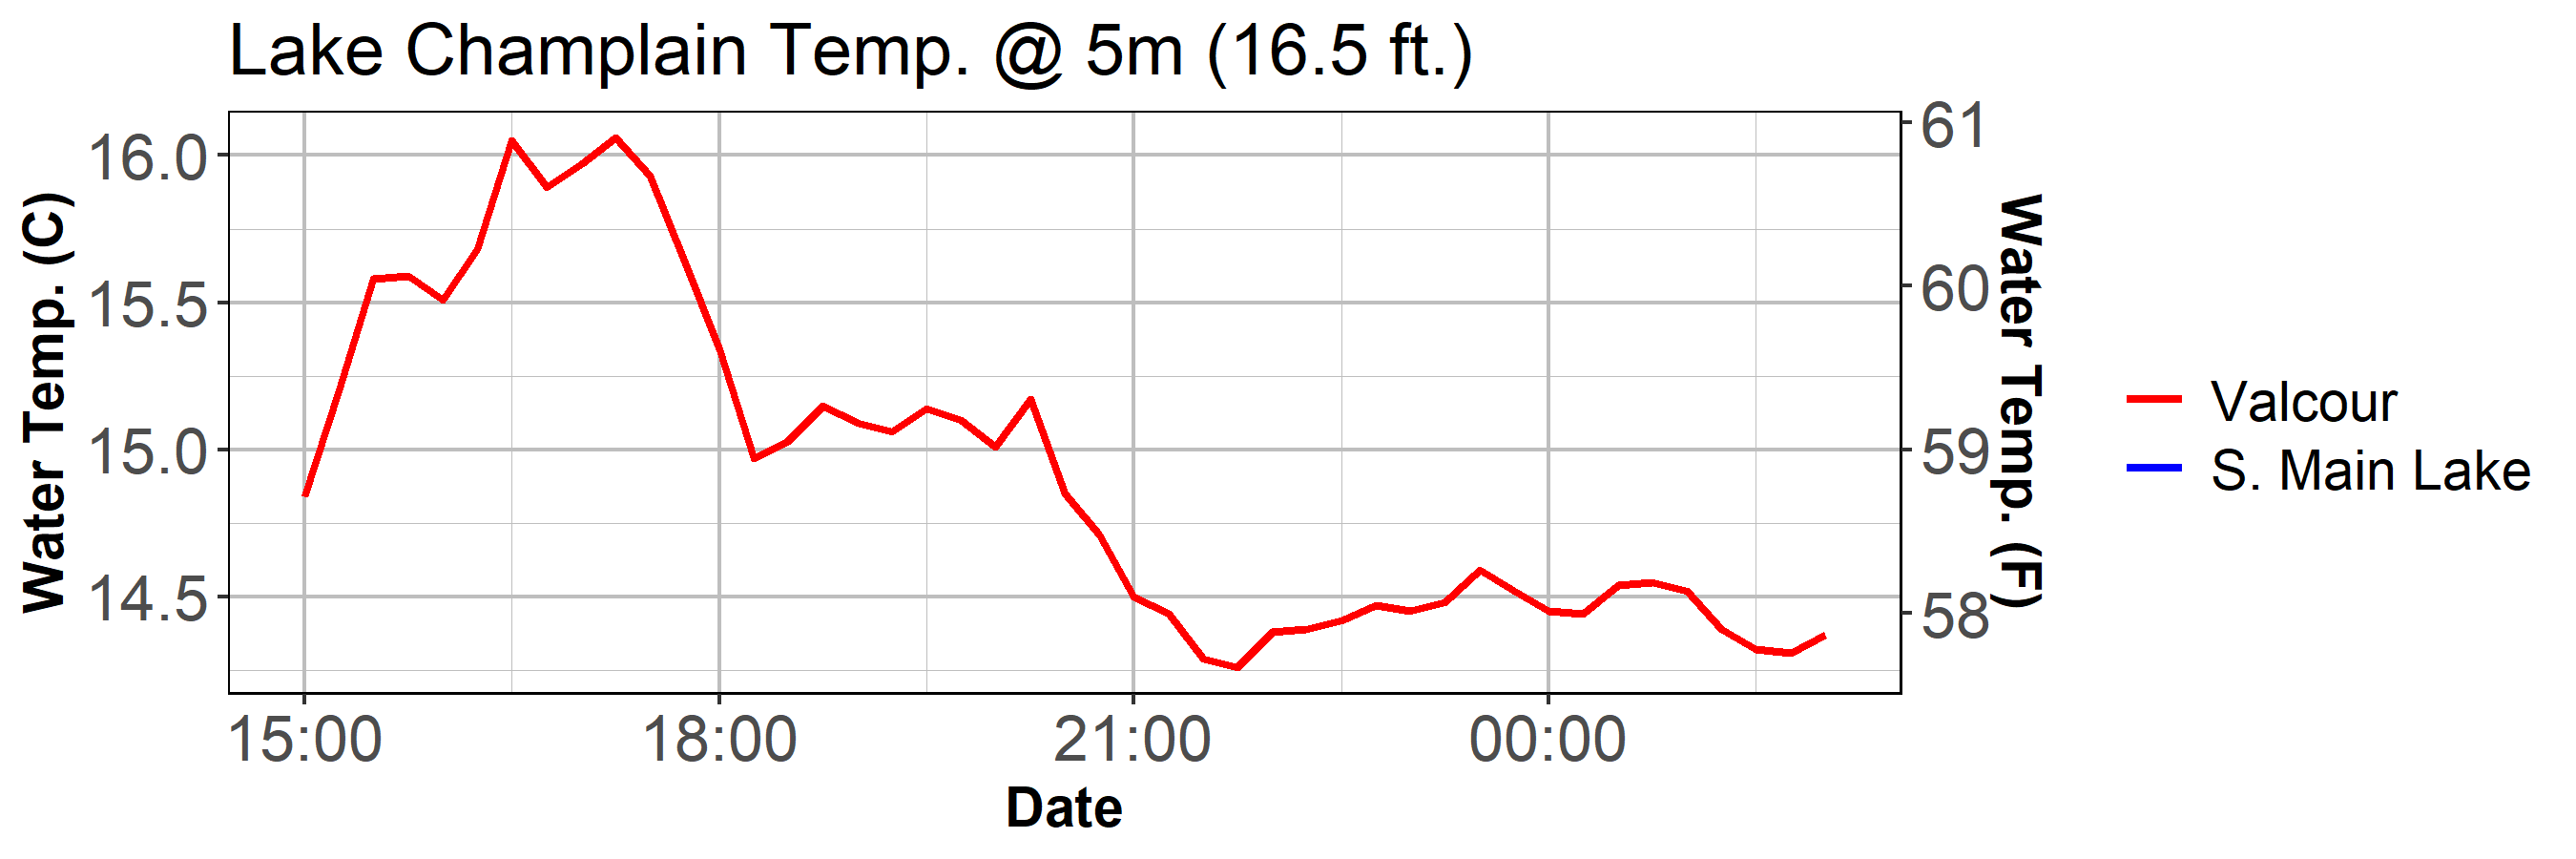 Lake Champlain Temp. @ 5m (16.5 ft.)
Water Temp. (C)
16.0
15.5
15.0
14.5
61
60
59
58
Water Temp. (F)
15:00
18:00
21:00
00:00
Date
Valcour
S. Main Lake